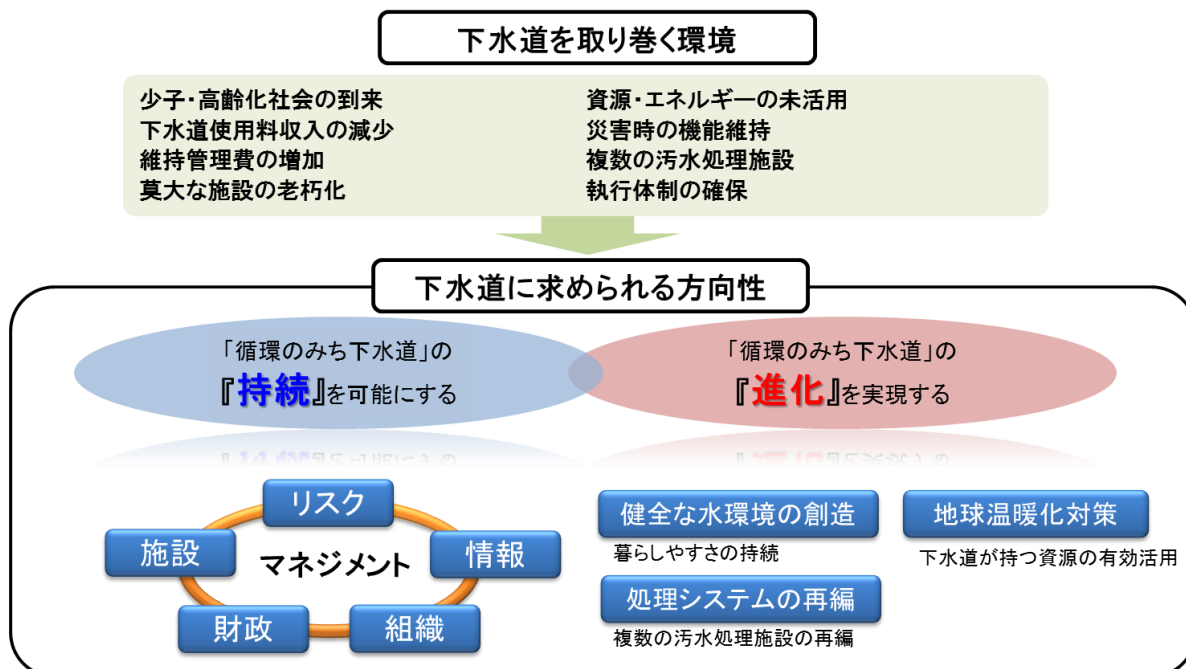 下水道を取り巻く環境
少子・高齢化社会の到来
下水道使用料収入の減少
維持管理費の増加
莫大な施設の老朽化
資源・エネルギーの未活用
災害時の機能維持
複数の汚水処理施設
執行体制の確保
下水道に求められる方向性
「循環のみち下水道」の
『持続』を可能にする
「循環のみち下水道」の
『進化』を実現する
リスク
施設
マネジメント
情報
財政
組織
健全な水環境の創造
暮らしやすさの持続
地球温暖化対策
下水道が持つ資源の有効活用
処理システムの再編
複数の汚水処理施設の再編